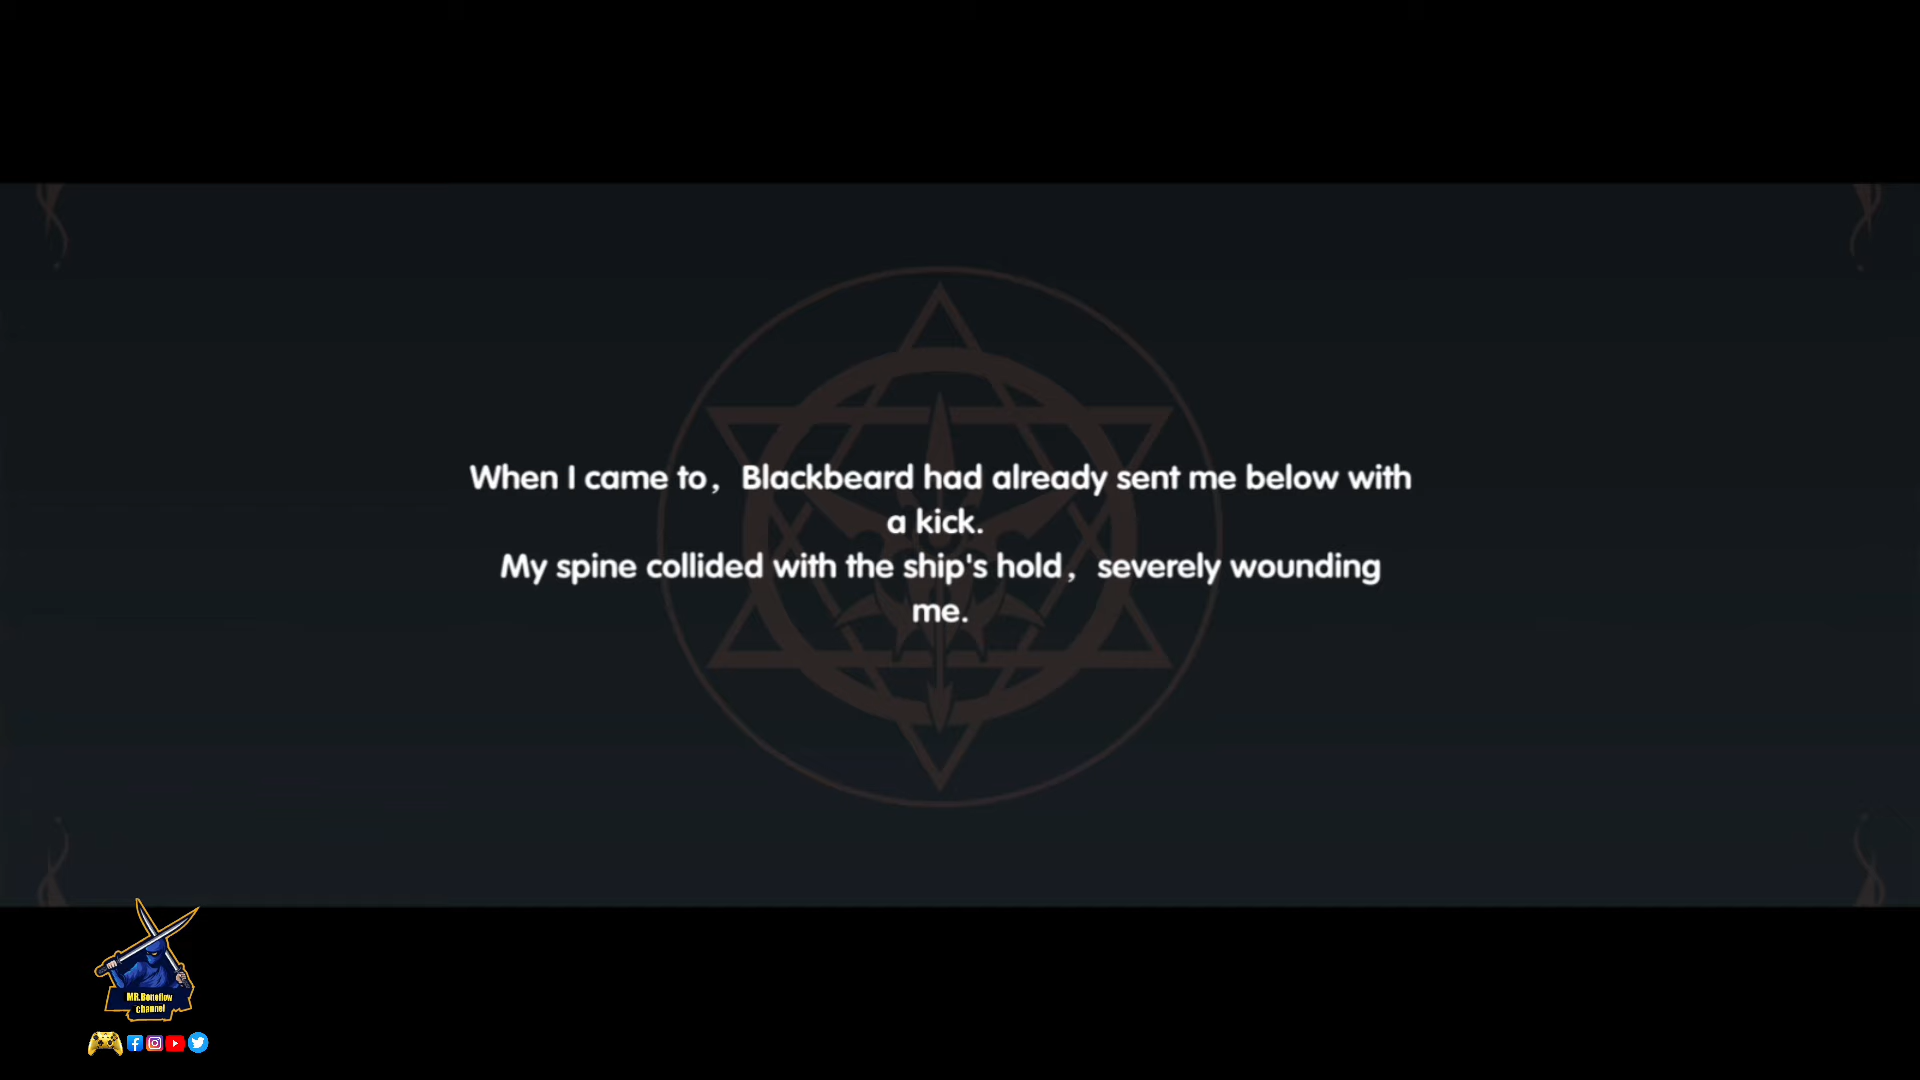 When I came to，Blackbeard had already sent me below with
a kick.
My spine collided with the ship's hold，severely wounding
me.
MR.Boneflow
channel